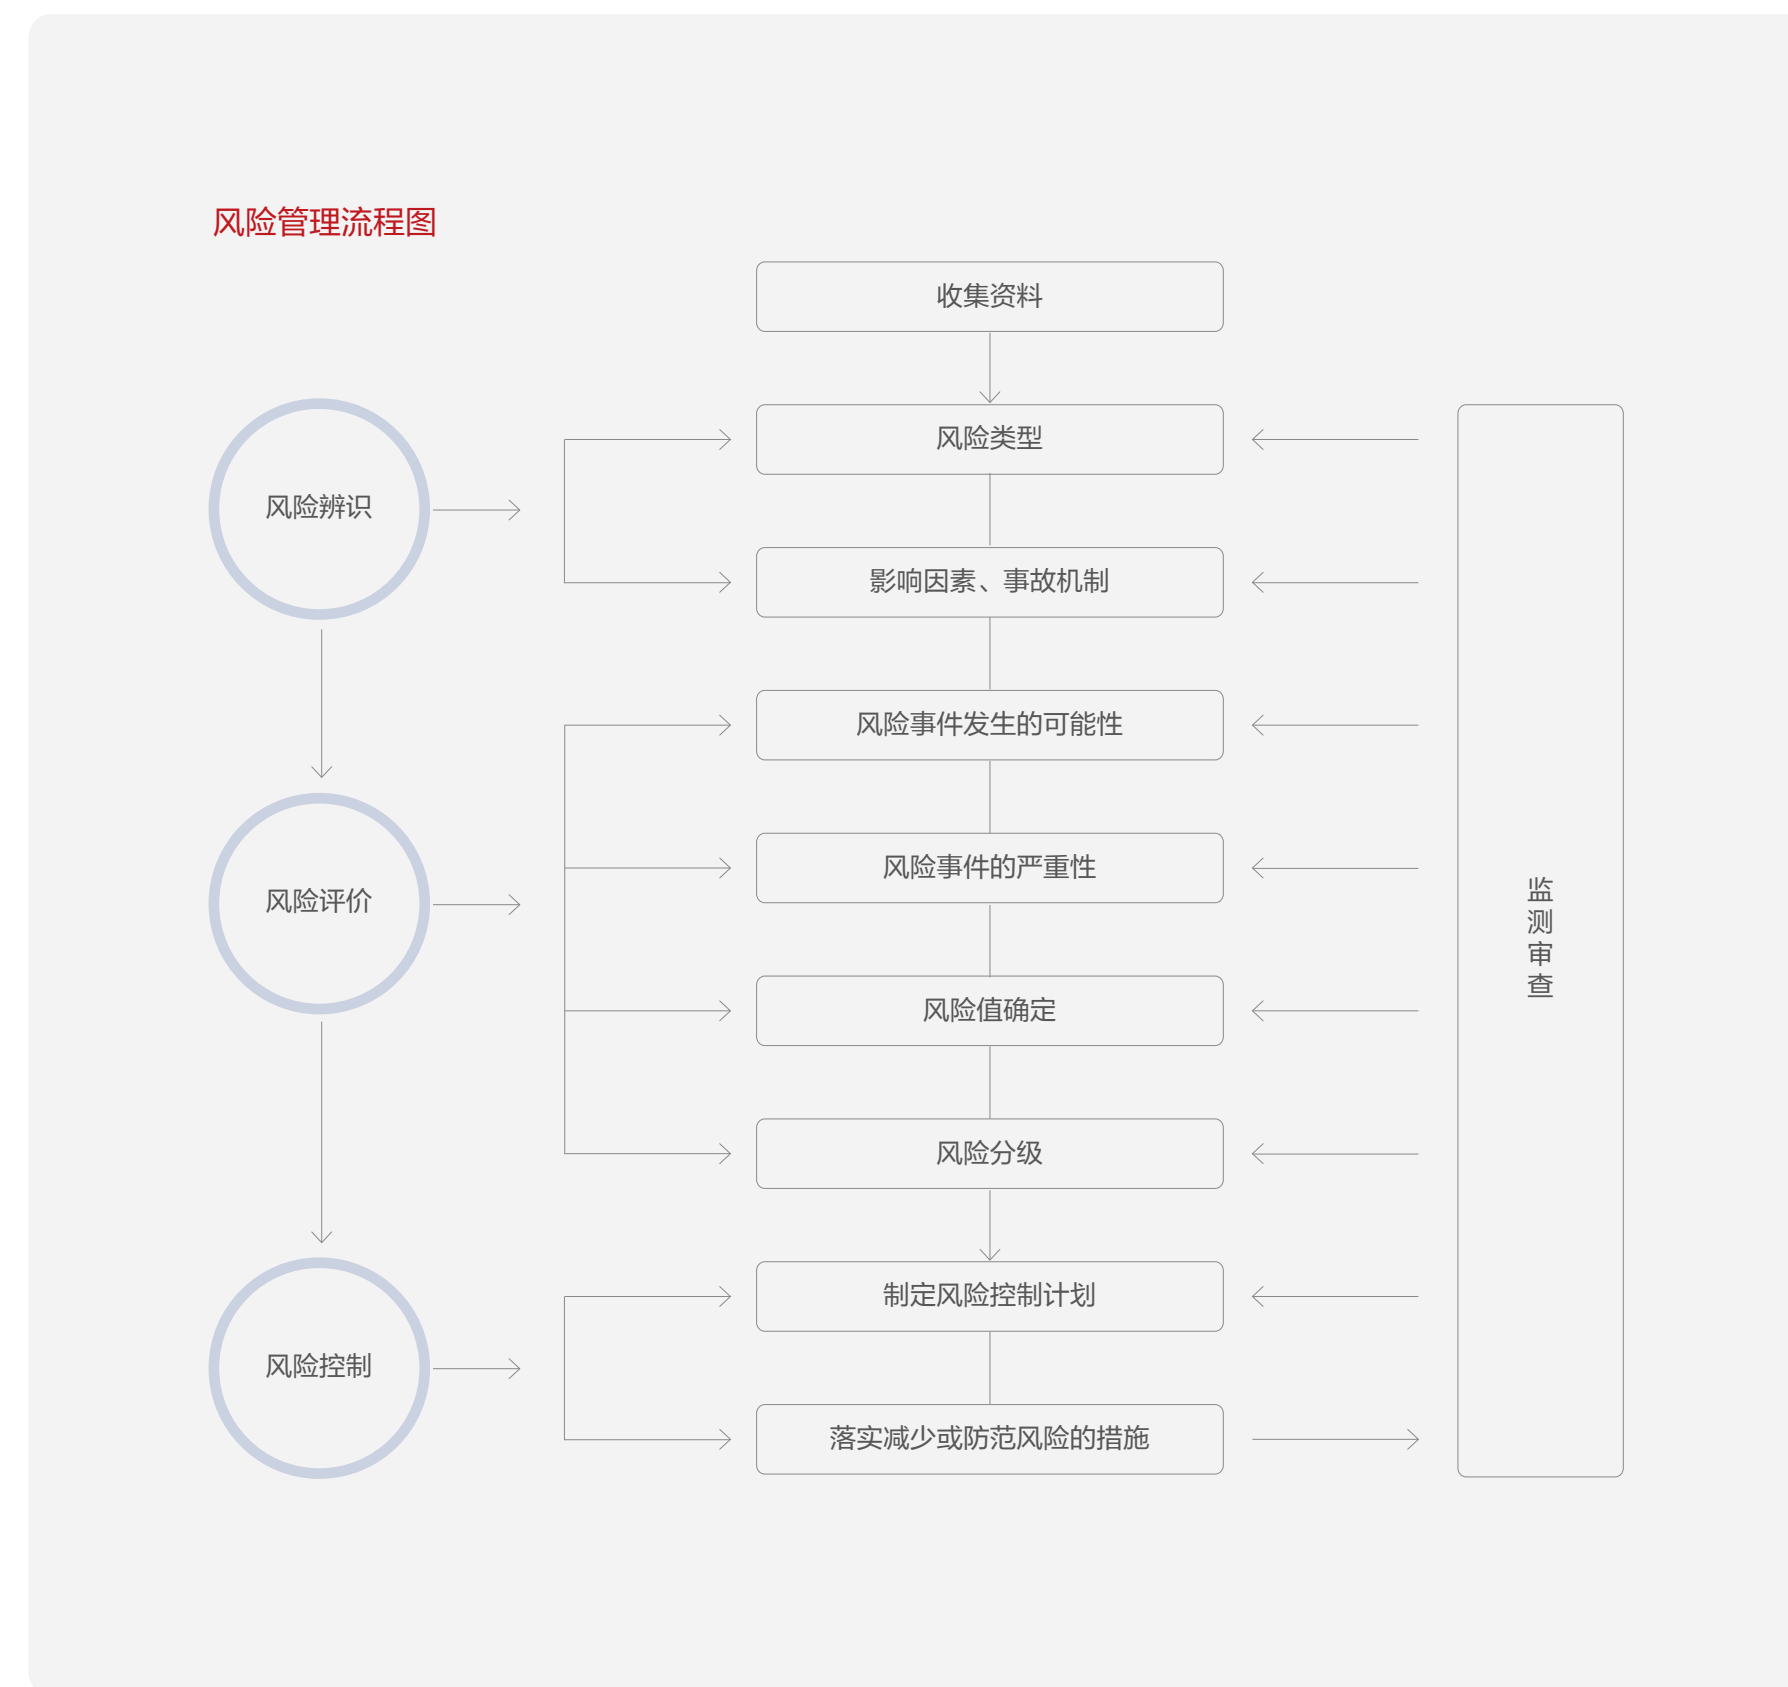 风险管理流程图
收集资料
风险类型
风险辨识
影响因素、事故机制
风险事件发生的可能性
风险事件的严重性
风险评价
监
测
审
查
风险值确定
风险分级
制定风险控制计划
风险控制
落实减少或防范风险的措施